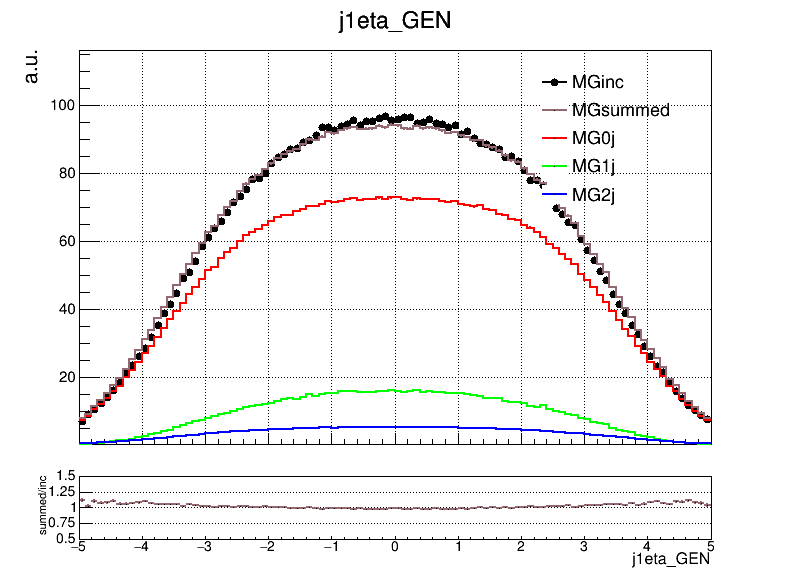 j1eta_GEN
a.u.
MGinc
MGsummed
MG0j
MG1j
MG2j
100
80
60
40
20
summed/inc
1.5
1.25
1
0.75
0.5
−5 −4 −3 −2 −1 0 1 2 3 4 5
j1eta_GEN